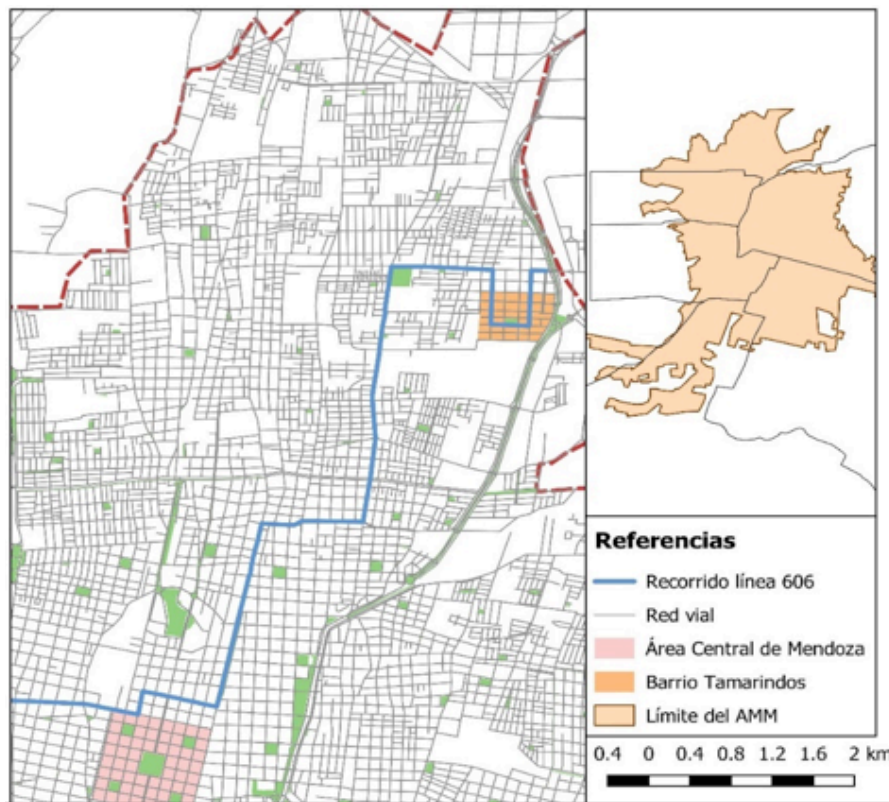 Referencias
Recorrido línea 606
Red vial
Área Central de Mendoza
Barrio Tamarindos
Límite del AMM
0.4 0 0.4 0.8 1.2 1.6 2 km